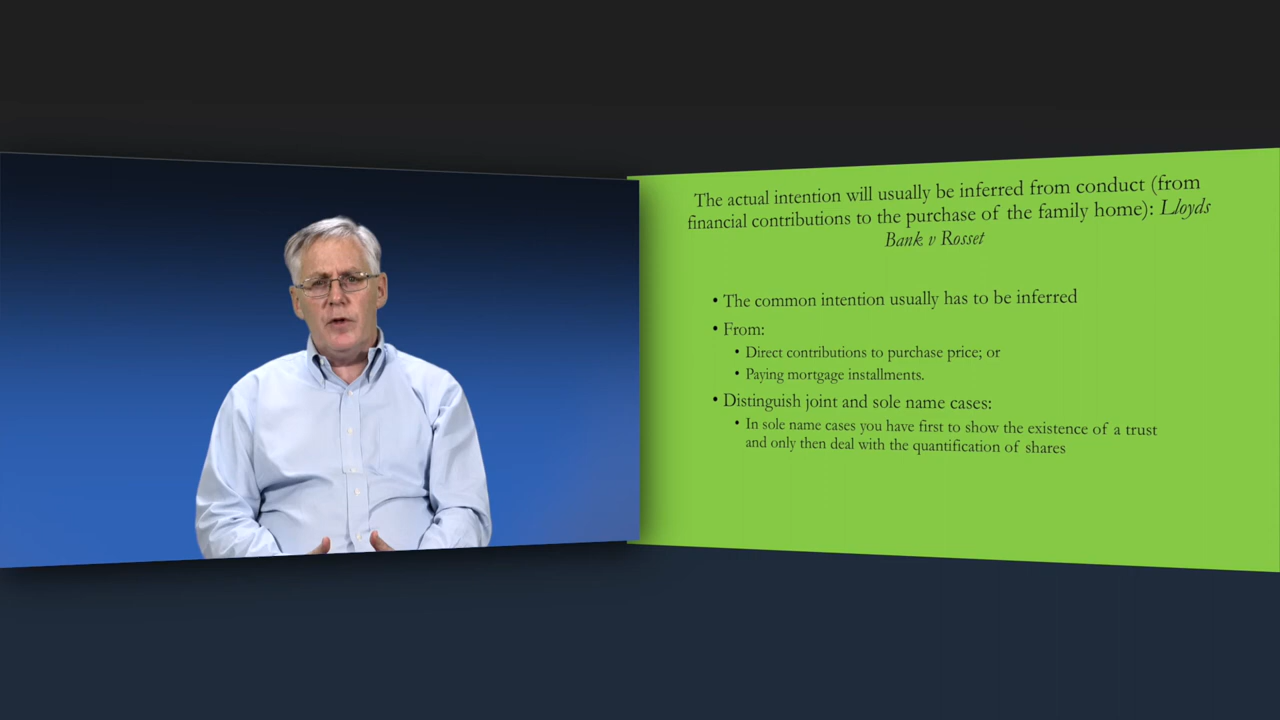 The actual intention will usually be inferred from conduct (from
financial contributions to the purchase of the family home): Lloyds
Bank v Rosset
• The common intention usually has to be inferred
• From:
• Direct contributions to purchase price; or
• Paying mortgage installments.
• Distinguish joint and sole name cases:
• In sole name cases you have first to show the existence of a trust
and only then deal with the quantification of shares